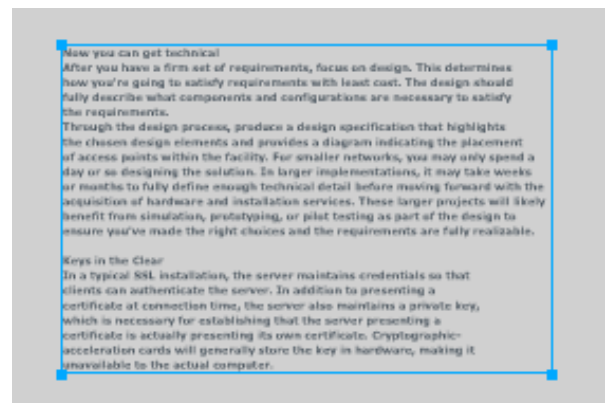 Now you can get technical
After you have a firm set of requirements, focus on design. This determines
how you're going to satisfy requirements with least cost. The design should
fully describe what components and configurations are necessary to satisfy
the requirements.
Through the design process, produce a design specification that highlights
the chosen design elements and provides a diagram indicating the placement
of access points within the facility. For smaller networks, you may only spend a
day or so designing the solution. In larger implementations, it may take weeks
or months to fully define enough technical detail before moving forward with the
acquisition of hardware and installation services. These larger projects will likely
benefit from simulation, prototyping, or pilot testing as part of the design to
ensure you've made the right choices and the requirements are fully realizable.
Keys in the Clear
In a typical SSL installation, the server maintains credentials so that
clients can authenticate the server. In addition to presenting a
certificate at connection time, the server also maintains a private key,
which is necessary for establishing that the server presenting a
certificate is actually presenting its own certificate. Cryptographic-
acceleration cards will generally store the key in hardware, making it
unavailable to the actual computer.